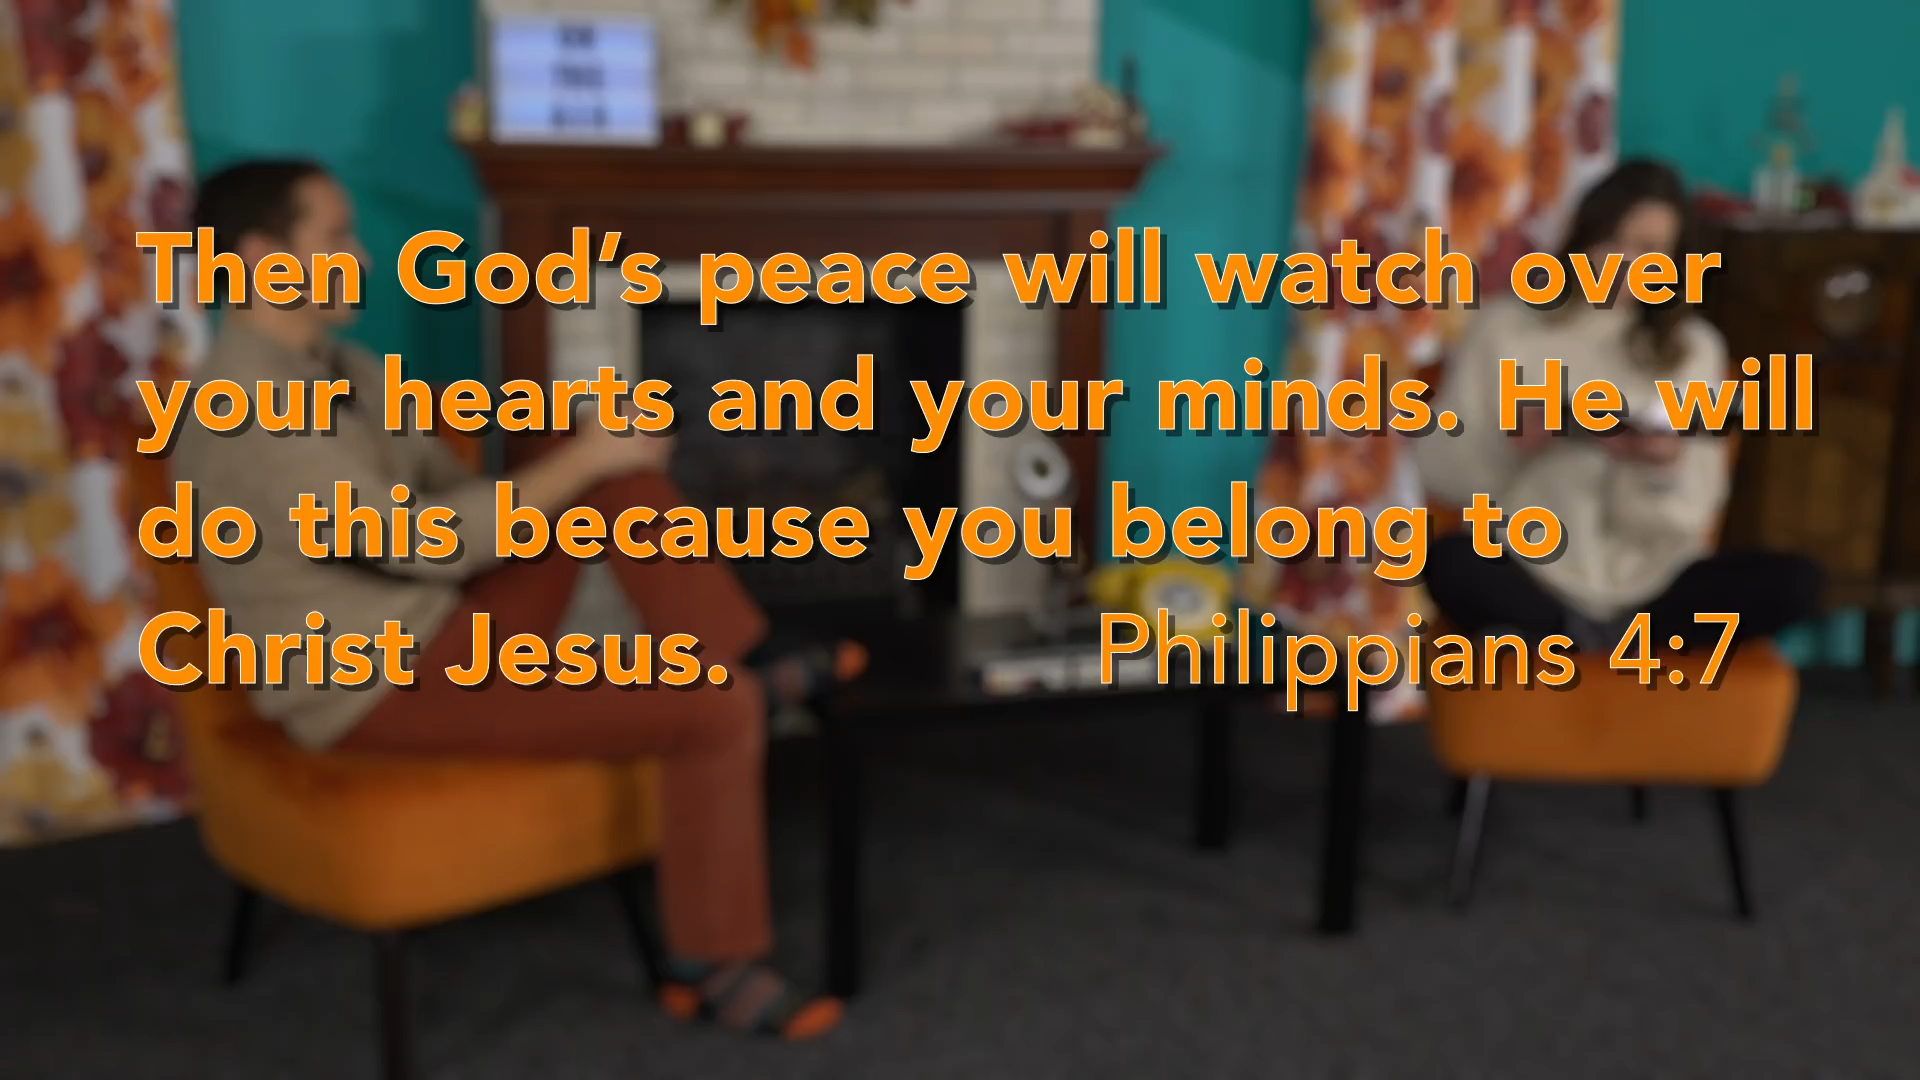 Then God’s peace will watch over
your hearts and your minds. He will
do this because you belong to
Christ Jesus. Philippians 4:7